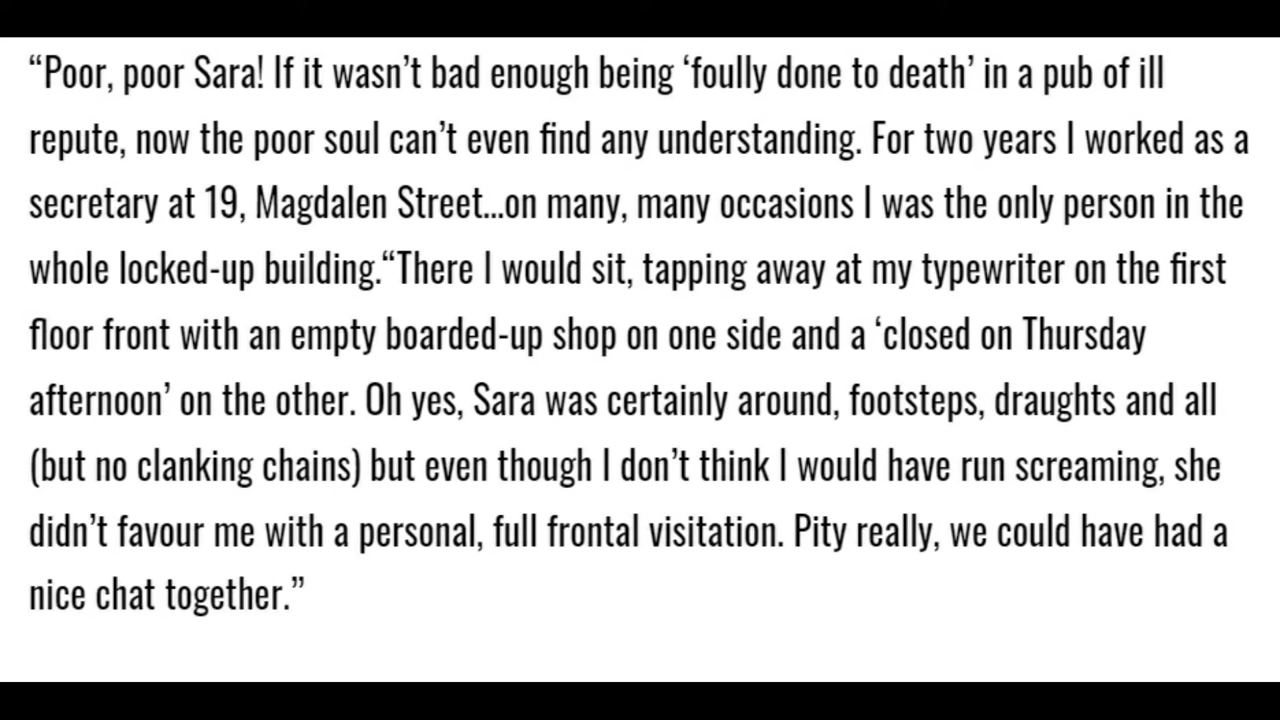 “Poor, poor Sara! If it wasn’t bad enough being ‘foully done to death’ in a pub of ill
repute, now the poor soul can’t even find any understanding. For two years I worked as a
secretary at 19, Magdalen Street...on many, many occasions I was the only person in the
whole locked-up building.“There I would sit, tapping away at my typewriter on the first
floor front with an empty boarded-up shop on one side and a ‘closed on Thursday
afternoon’ on the other. Oh yes, Sara was certainly around, footsteps, draughts and all
(but no clanking chains) but even though I don’t think I would have run screaming, she
didn’t favour me with a personal, full frontal visitation. Pity really, we could have had a
nice chat together.”